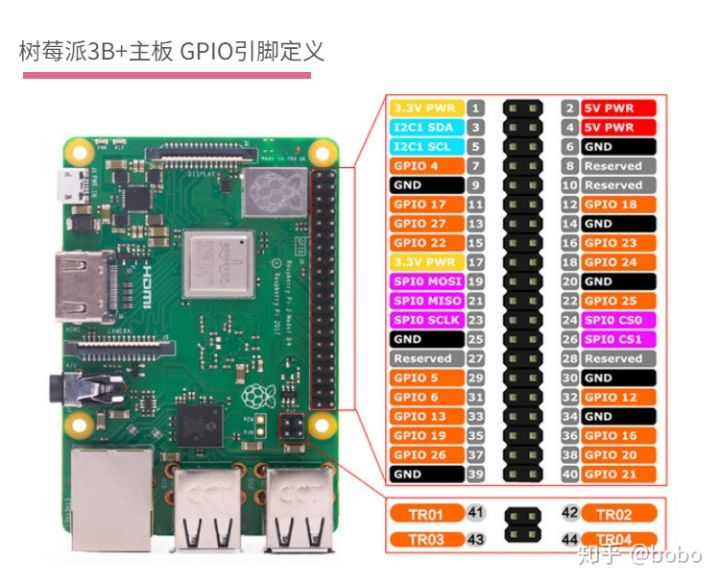 树莓派3B+主板 GPIO引脚定义
3.3V PWR 1 2 5V PWR
I2C1 SDA 3 4 5V PWR
I2C1 SCL 5 6 GND
GPIO 4 7 8 Reserved
GND 9 10 Reserved
GPIO 17 11 12 GPIO 18
GPIO 27 13 14 GND
GPIO 22 15 16 GPIO 23
3.3V PWR 17 18 GPIO 24
SPI0 MOSI 19 20 GND
SPI0 MISO 21 22 GPIO 25
SPI0 SCLK 23 24 SPI0 CS0
GND 25 26 SPI0 CS1
Reserved 27 28 Reserved
GPIO 5 29 30 GND
GPIO 6 31 32 GPIO 12
GPIO 13 33 34 GND
GPIO 19 35 36 GPIO 16
GPIO 26 37 38 GPIO 20
GND 39 40 GPIO 21
TR01 41 42 TR02
TR03 43 44 TR04
DISPLAY
Made in the UK
GPIO
Raspberry Pi 3 Model B+
© Raspberry Pi 2017
HDMI
CAMERA
A/V
知乎 @bobo